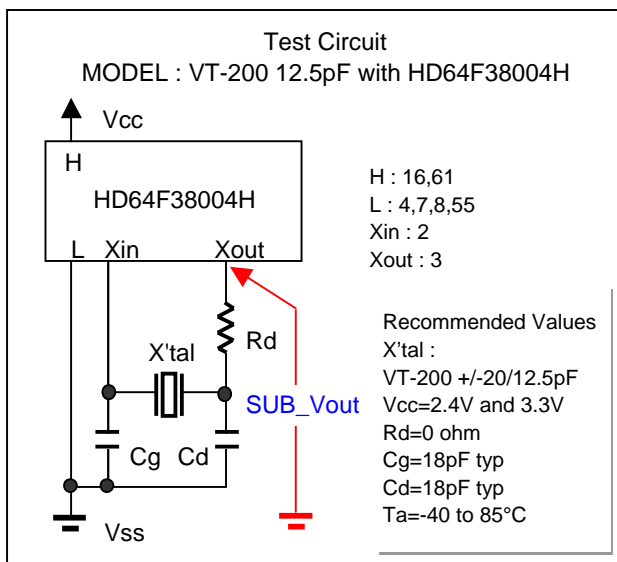 Test Circuit
MODEL : VT-200 12.5pF with HD64F38004H
Vcc
H
HD64F38004H
L Xin Xout
H : 16,61
L : 4,7,8,55
Xin : 2
Xout : 3
Rd
X'tal
SUB_Vout
Cg Cd
Vss
Recommended Values
X'tal :
VT-200 +/-20/12.5pF
Vcc=2.4V and 3.3V
Rd=0 ohm
Cg=18pF typ
Cd=18pF typ
Ta=-40 to 85°C